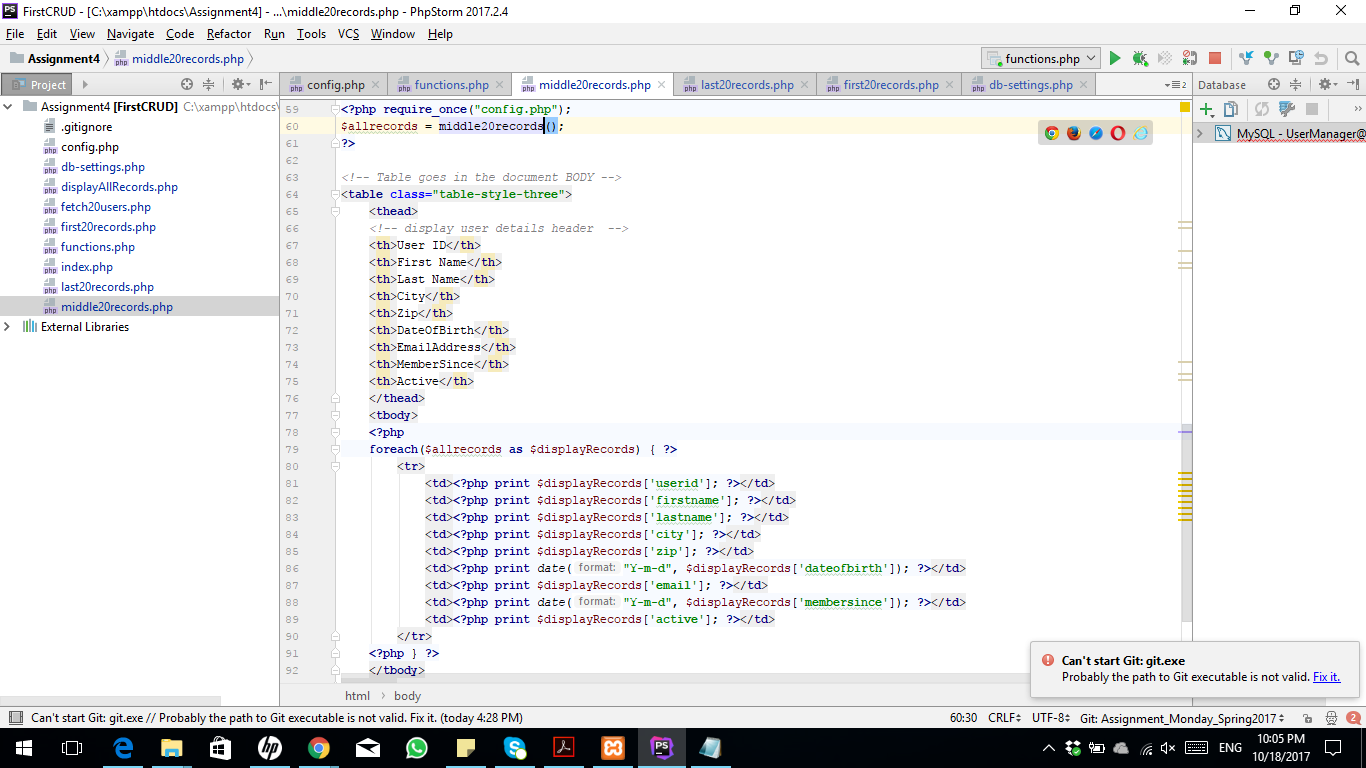 FirstCRUD - [C:\xampp\htdocs\Assignment4] - ...\middle20records.php - PhpStorm 2017.2.4
File Edit View Navigate Code Refactor Run Tools VCS Window Help
Assignment4 middle20records.php functions.php
Project config.php functions.php middle20records.php last20records.php first20records.php db-settings.php 2 Database
Assignment4 [FirstCRUD] C:\xampp\htdocs\
.gitignore
config.php
db-settings.php
displayAllRecords.php
fetch20users.php
first20records.php
functions.php
index.php
last20records.php
middle20records.php
External Libraries
59 <?php require_once("config.php");
60 $allrecords = middle20records();
61 ?>
62
63 <!-- Table goes in the document BODY -->
64 <table class="table-style-three">
65 <thead>
66 <!-- display user details header  -->
67 <th>User ID</th>
68 <th>First Name</th>
69 <th>Last Name</th>
70 <th>City</th>
71 <th>Zip</th>
72 <th>DateOfBirth</th>
73 <th>EmailAddress</th>
74 <th>MemberSince</th>
75 <th>Active</th>
76 </thead>
77 <tbody>
78 <?php
79 foreach($allrecords as $displayRecords) { ?>
80 <tr>
81 <td><?php print $displayRecords['userid']; ?></td>
82 <td><?php print $displayRecords['firstname']; ?></td>
83 <td><?php print $displayRecords['lastname']; ?></td>
84 <td><?php print $displayRecords['city']; ?></td>
85 <td><?php print $displayRecords['zip']; ?></td>
86 <td><?php print date( format: "Y-m-d", $displayRecords['dateofbirth']); ?></td>
87 <td><?php print $displayRecords['email']; ?></td>
88 <td><?php print date( format: "Y-m-d", $displayRecords['membersince']); ?></td>
89 <td><?php print $displayRecords['active']; ?></td>
90 </tr>
91 <?php } ?>
92 </tbody>
html body
MySQL - UserManager@
Can't start Git: git.exe
Probably the path to Git executable is not valid. Fix it.
Can't start Git: git.exe // Probably the path to Git executable is not valid. Fix it. (today 4:28 PM) 60:30 CRLF UTF-8 Git: Assignment_Monday_Spring2017 2
hp PS ENG 10:05 PM
10/18/2017